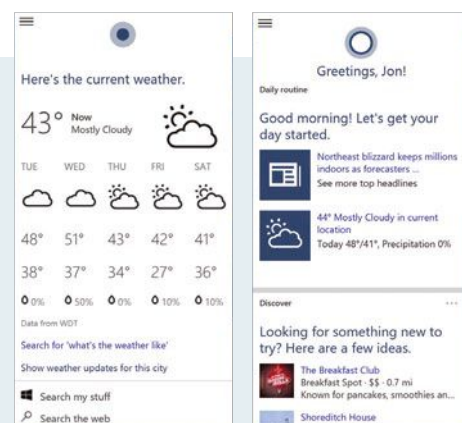 Here's the current weather.
43° Now
Mostly Cloudy
TUE WED THU FRI SAT
48° 51° 43° 42° 41°
38° 37° 34° 27° 36°
0% 50% 0% 10% 10%
Data from WDT
Search for 'what's the weather like'
Show weather updates for this city
Search my stuff
Search the web
Greetings, Jon!
Daily routine
Good morning! Let's get your
day started.
Northeast blizzard keeps millions
indoors as forecasters ...
See more top headlines
44° Mostly Cloudy in current
location
Today 48°/41°, Precipitation 0%
Discover
Looking for something new to
try? Here are a few ideas.
The Breakfast Club
Breakfast Spot · $$ · 0.7 mi
Known for pancakes, smoothies an...
Shoreditch House